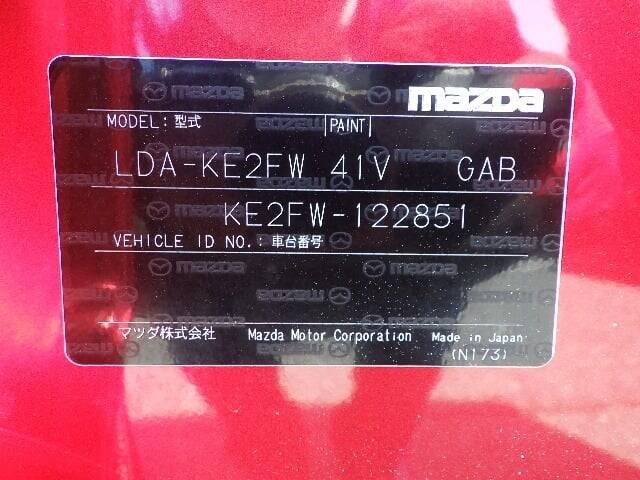 mazda
MODEL:型式 PAINT
LDA-KE2FW 41V GAB
KE2FW-122851
VEHICLE ID NO.:車台番号
マツダ株式会社 Mazda Motor Corporation Made in Japan
(N173)